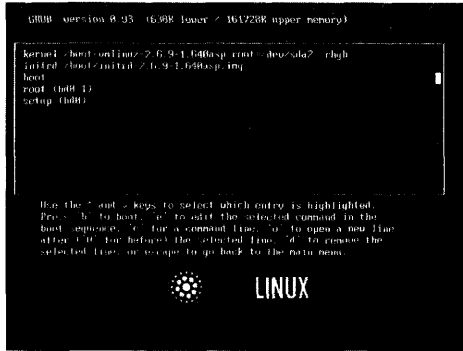 GRUB version 0.93 (638K lower / 161728K upper memory)
kernel /boot/vmlinuz-2.6.9-1.640asp root=/dev/sda2 rhgb
initrd /boot/initrd-2.6.9-1.640asp.img
boot
root (hd0,1)
setup (hd0)
Use the ^ and v keys to select which entry is highlighted.
Press 'b' to boot, 'e' to edit the selected command in the
boot sequence, 'c' for a command line, 'o' to open a new line
after ('O' for before) the selected line, 'd' to remove the
selected line, or escape to go back to the main menu.
LINUX